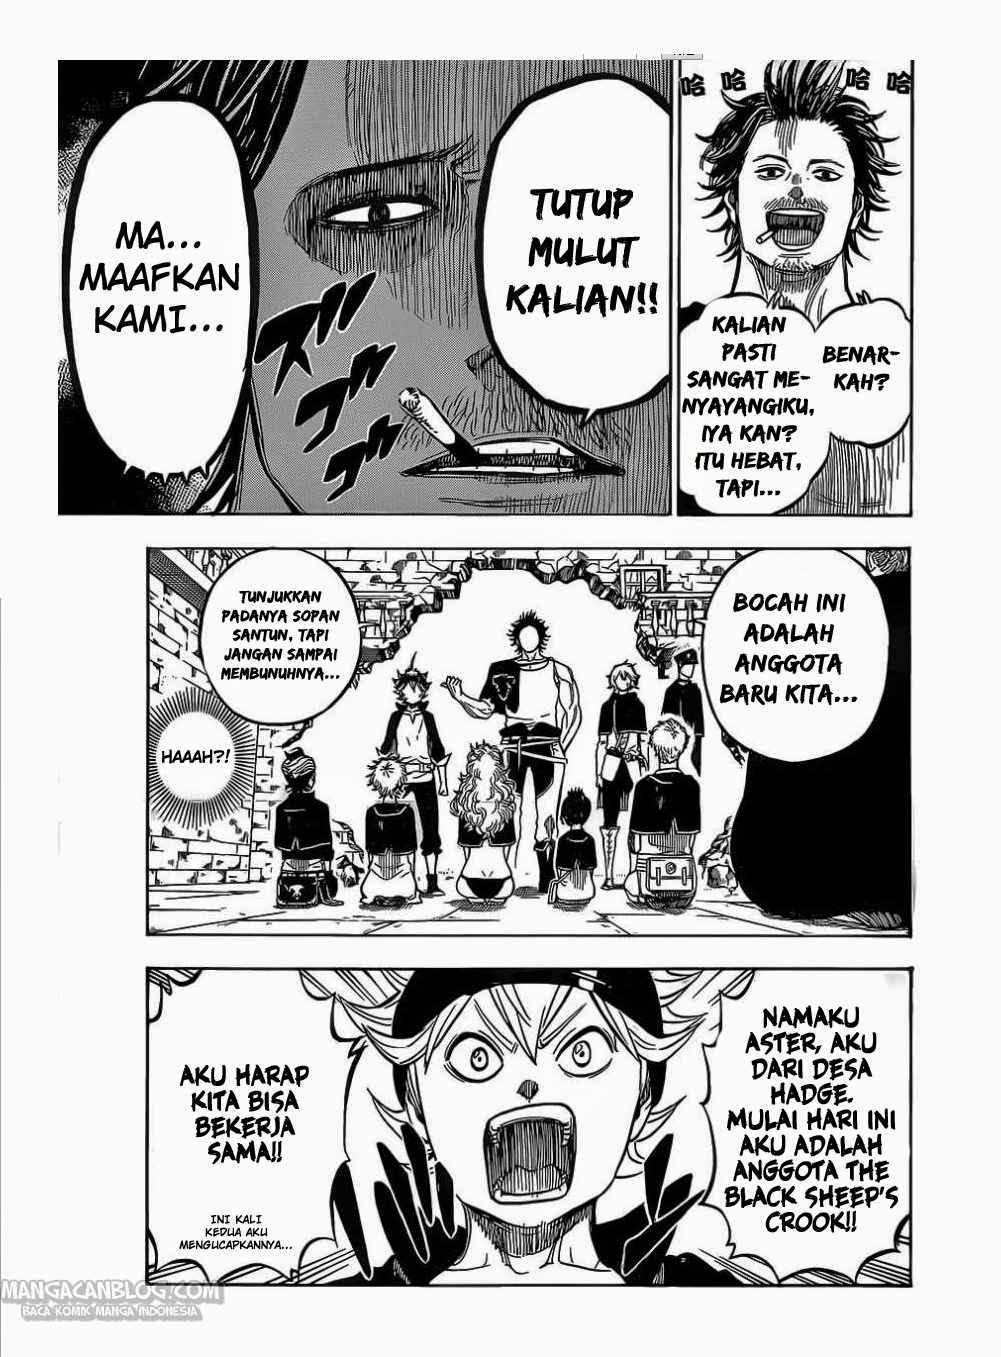 哈 哈 哈 哈
BENAR-
KAH?
KALIAN
PASTI
SANGAT ME-
NYAYANGIKU,
IYA KAN?
ITU HEBAT,
TAPI...
TUTUP
MULUT
KALIAN!!
ズズズ
MA...
MAAFKAN
KAMI...
BOCAH INI
ADALAH
ANGGOTA
BARU KITA...
TUNJUKKAN
PADANYA SOPAN
SANTUN, TAPI
JANGAN SAMPAI
MEMBUNUHNYA...
HAAAH?!
NAMAKU
ASTER, AKU
DARI DESA
HADGE.
MULAI HARI INI
AKU ADALAH
ANGGOTA THE
BLACK SHEEP'S
CROOK!!
AKU HARAP
KITA BISA
BEKERJA
SAMA!!
INI KALI
KEDUA AKU
MENGUCAPKANNYA...
MANGACANBLOG.COM
BACA KOMIK MANGA INDONESIA